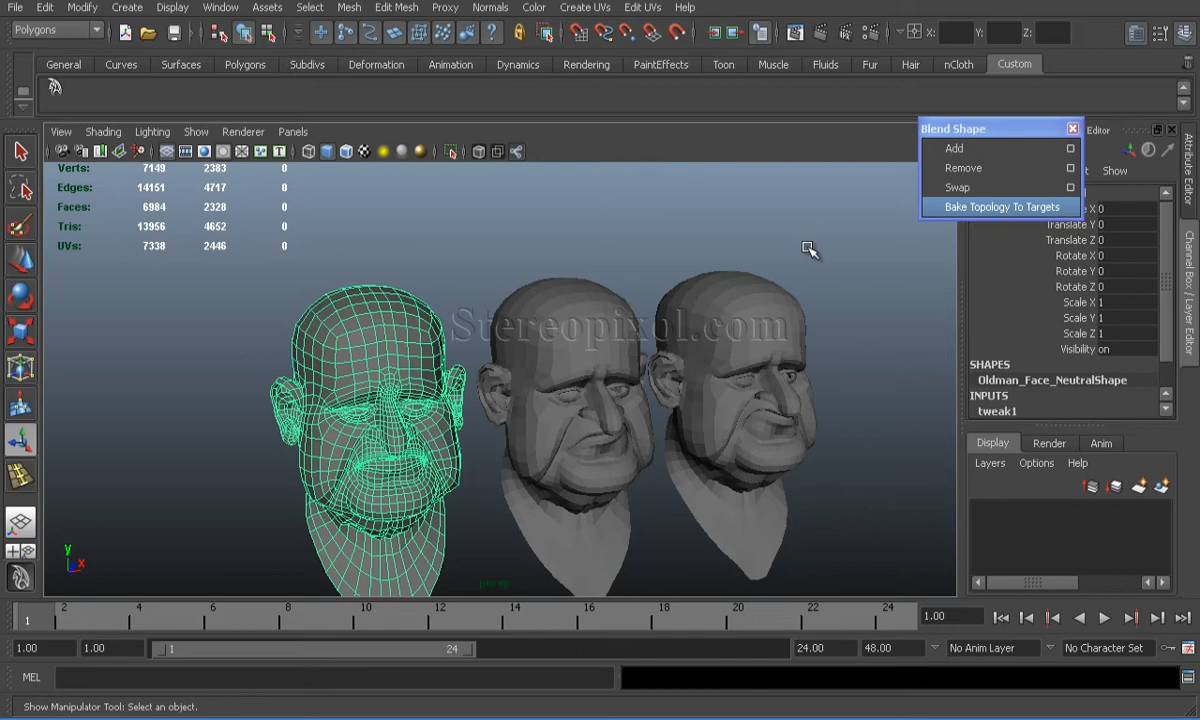 File Edit Modify Create Display Window Assets Select Mesh Edit Mesh Proxy Normals Color Create UVs Edit UVs Help
Polygons X: Y: Z:
General Curves Surfaces Polygons Subdivs Deformation Animation Dynamics Rendering PaintEffects Toon Muscle Fluids Fur Hair nCloth Custom
View Shading Lighting Show Renderer Panels
Verts: 7149 2383 0
Edges: 14151 4717 0
Faces: 6984 2328 0
Tris: 13956 4652 0
UVs: 7338 2446 0
Blend Shape
Add
Remove
Swap
Bake Topology To Targets
Editor
Show
X 0
Translate Y 0
Translate Z 0
Rotate X 0
Rotate Y 0
Rotate Z 0
Scale X 1
Scale Y 1
Scale Z 1
Visibility on
SHAPES
Oldman_Face_NeutralShape
INPUTS
tweak1
Attribute Editor
Channel Box / Layer Editor
Stereopixol.com
Display Render Anim
Layers Options Help
y
x
persp
1 2 4 6 8 10 12 14 16 18 20 22 24 1.00
1.00 1.00 1 24 24.00 48.00 No Anim Layer No Character Set
MEL
Show Manipulator Tool: Select an object.